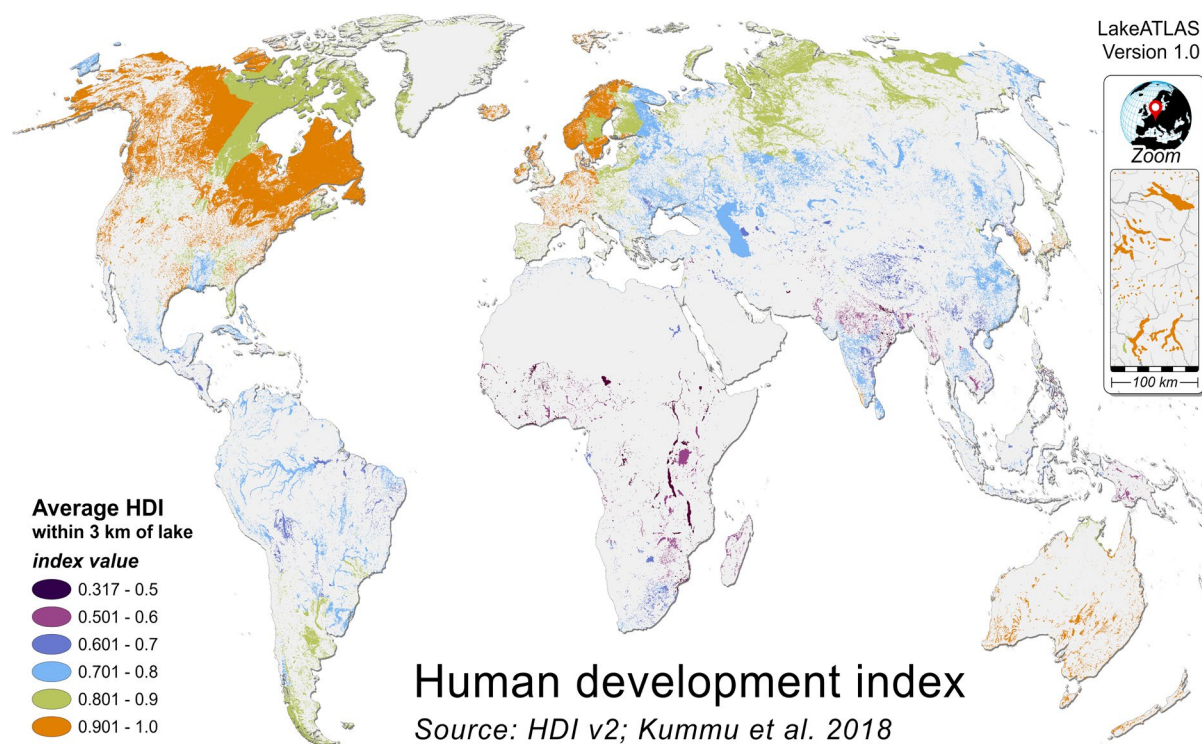 LakeATLAS
Version 1.0
Zoom
100 km
Average HDI
within 3 km of lake
index value
0.317 - 0.5
0.501 - 0.6
0.601 - 0.7
0.701 - 0.8
0.801 - 0.9
0.901 - 1.0
Human development index
Source: HDI v2; Kummu et al. 2018